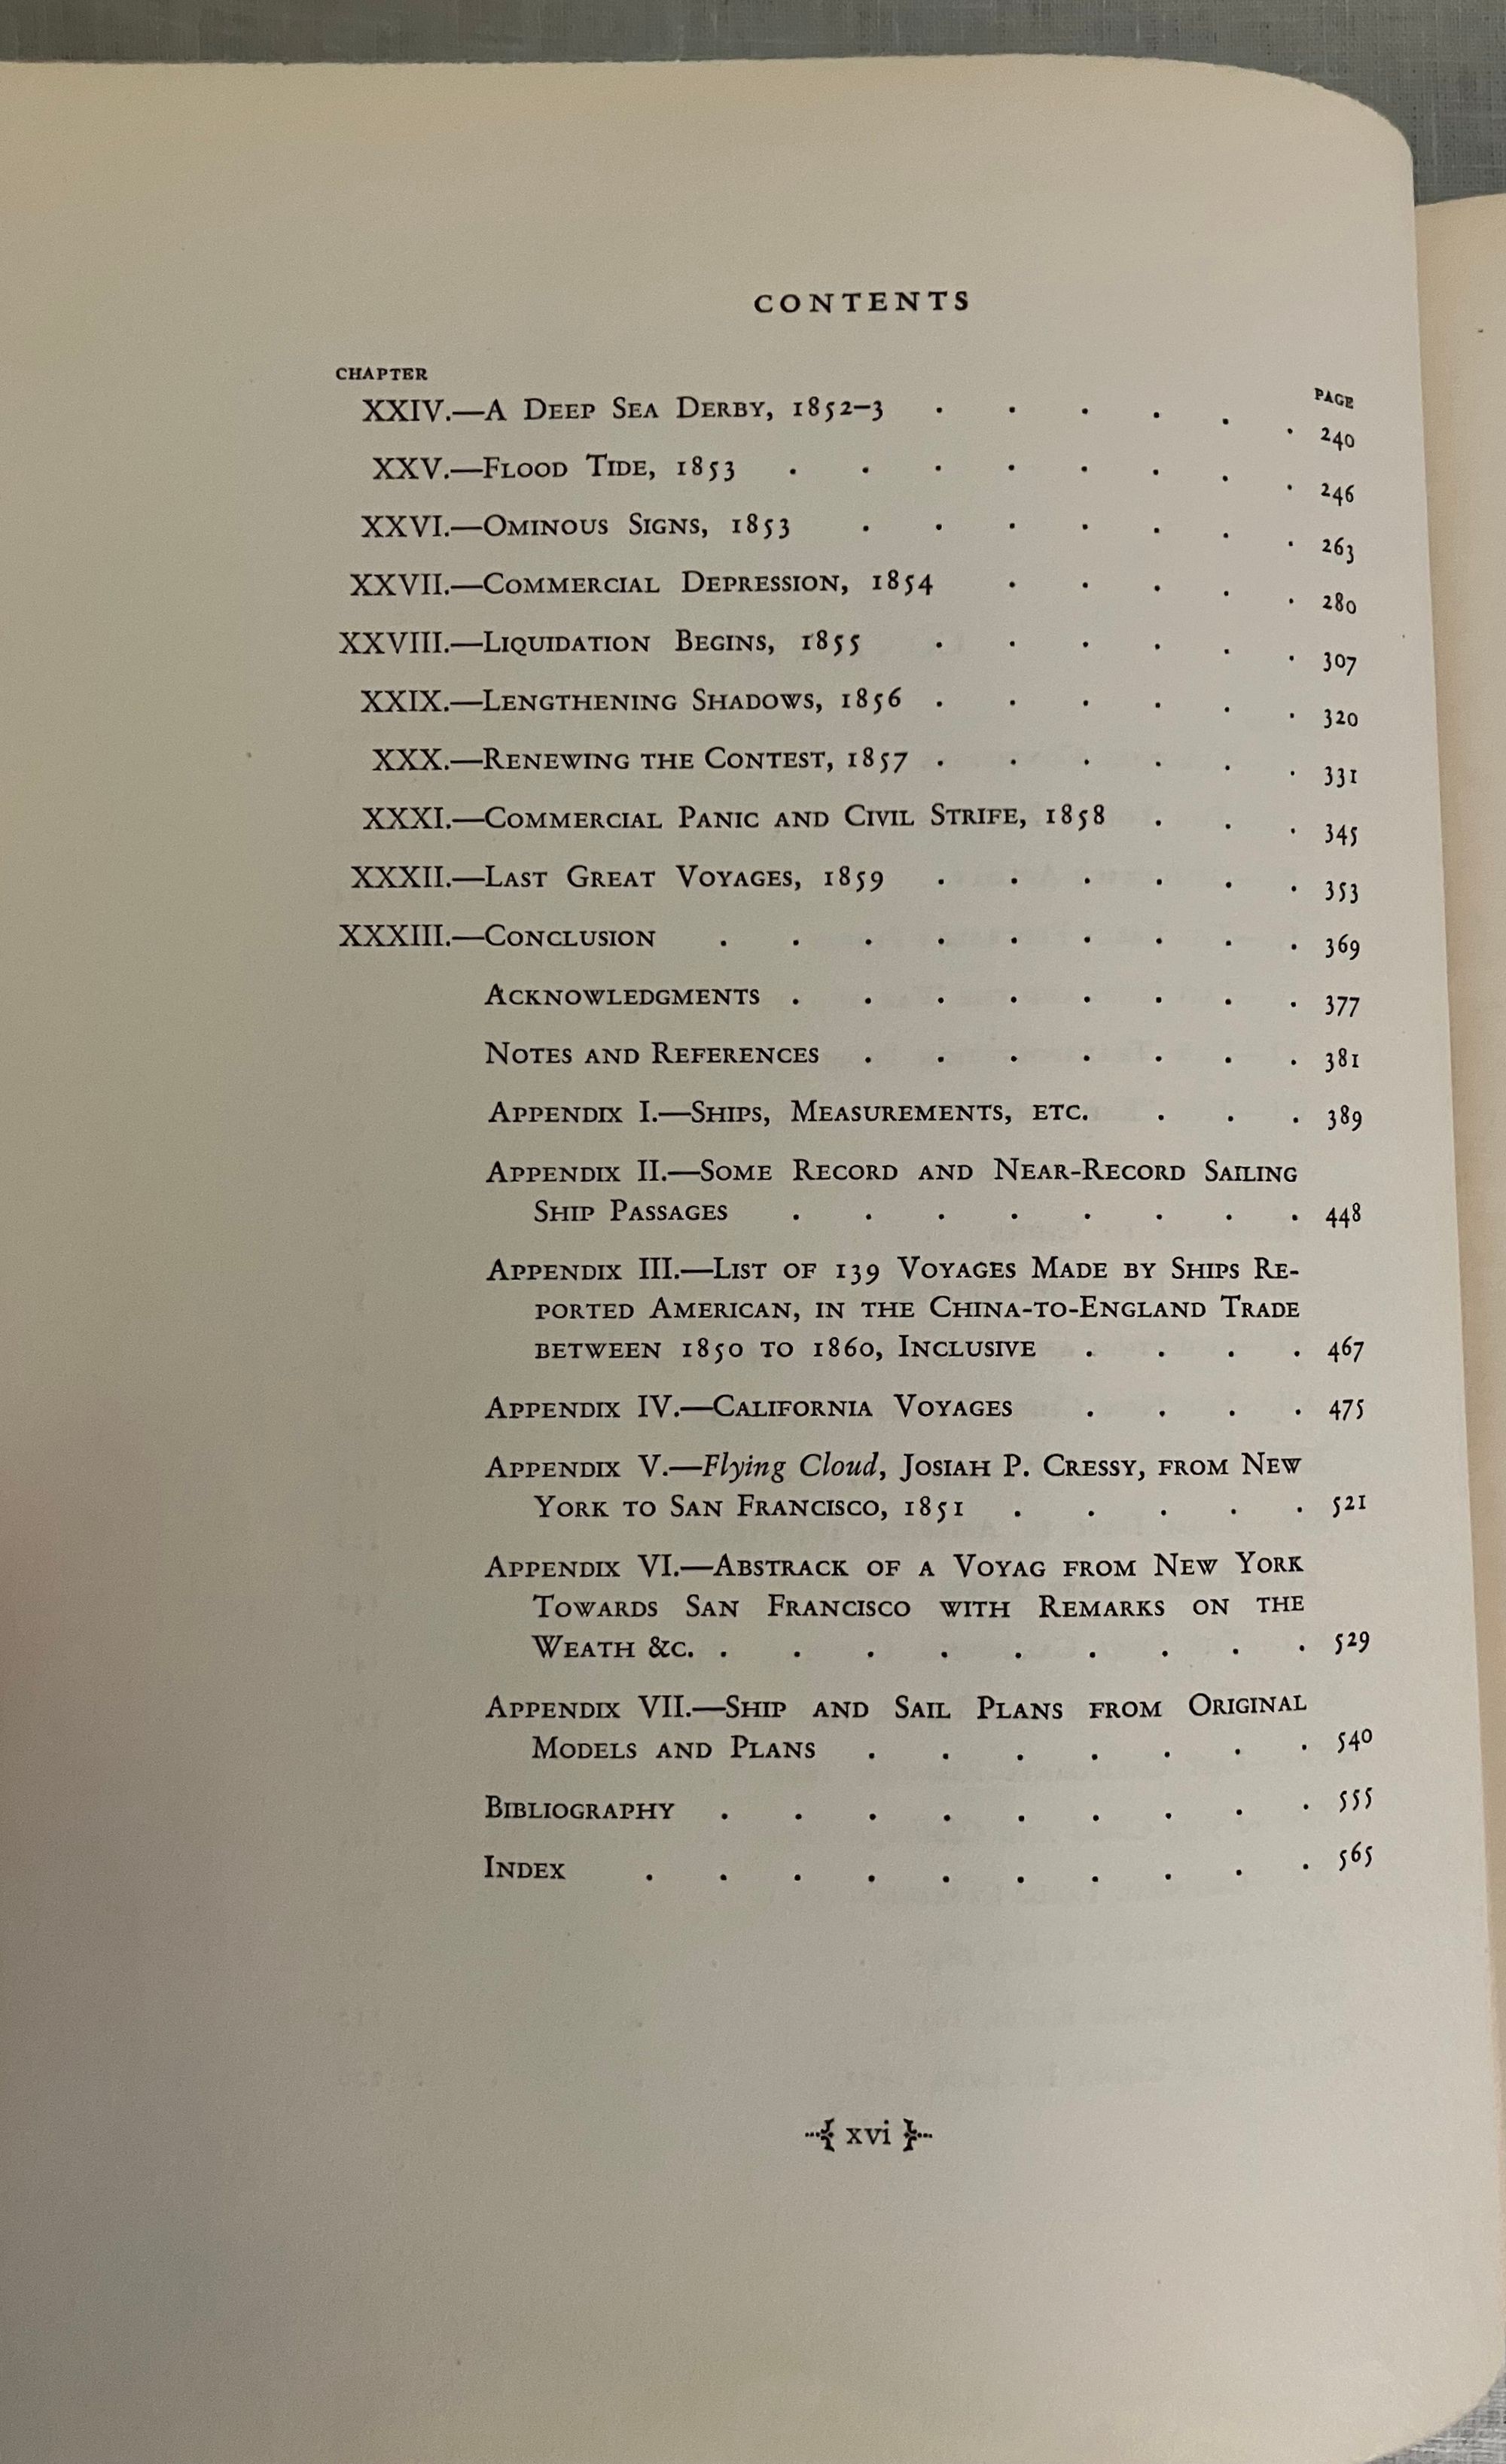 CONTENTS
CHAPTER
PAGE
XXIV.—A Deep Sea Derby, 1852–3 . . . . . . 240
XXV.—Flood Tide, 1853 . . . . . . . . 246
XXVI.—Ominous Signs, 1853 . . . . . . . 263
XXVII.—Commercial Depression, 1854 . . . . . 280
XXVIII.—Liquidation Begins, 1855 . . . . . . 307
XXIX.—Lengthening Shadows, 1856 . . . . . . 320
XXX.—Renewing the Contest, 1857 . . . . . . 331
XXXI.—Commercial Panic and Civil Strife, 1858 . . . 345
XXXII.—Last Great Voyages, 1859 . . . . . . 353
XXXIII.—Conclusion . . . . . . . . . 369
Acknowledgments . . . . . . . . 377
Notes and References . . . . . . . 381
Appendix I.—Ships, Measurements, etc. . . . 389
Appendix II.—Some Record and Near-Record Sailing
Ship Passages . . . . . . . . 448
Appendix III.—List of 139 Voyages Made by Ships Re-
ported American, in the China-to-England Trade
between 1850 to 1860, Inclusive . . . . 467
Appendix IV.—California Voyages . . . . 475
Appendix V.—Flying Cloud, Josiah P. Cressy, from New
York to San Francisco, 1851 . . . . . 521
Appendix VI.—Abstrack of a Voyag from New York
Towards San Francisco with Remarks on the
Weath &c. . . . . . . . . . 529
Appendix VII.—Ship and Sail Plans from Original
Models and Plans . . . . . . . 540
Bibliography . . . . . . . . . 555
Index . . . . . . . . . . 565
xvi